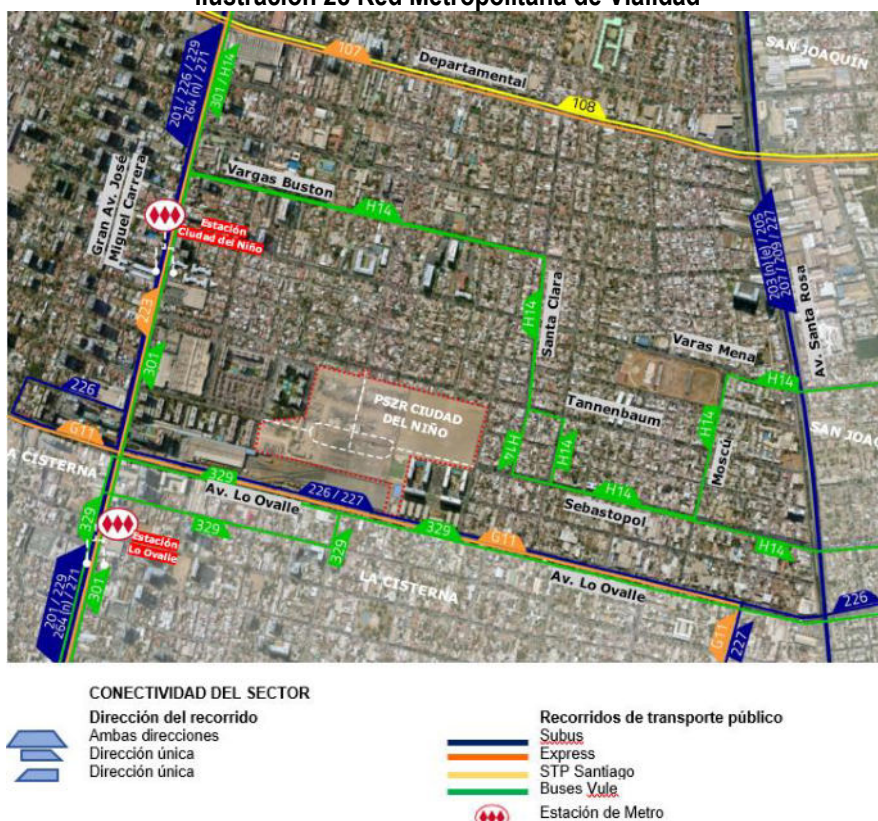 Ilustración 26 Red Metropolitana de Vialidad
201 / 226 / 229
264 (n) / 271
301 / H14
107
Departamental
108
SAN JOAQUÍN
Gran Av. José
Miguel Carrera
Vargas Buston
H14
Estación
Ciudad del Niño
223
301
H14
Santa Clara
203 (n) (e) / 205
207 / 209 / 227
Av. Santa Rosa
Varas Mena
H14
226
G11
PSZR CIUDAD
DEL NIÑO
Tannenbaum
H14
H14
H14
Moscú
SAN JOAQ
LA CISTERNA
329
Av. Lo Ovalle
226 / 227
329
G11
Sebastopol
H14
H14
329
Estación
Lo Ovalle
329
329
301
201 / 229
264 (n) / 271
LA CISTERNA
Av. Lo Ovalle
G11
227
226
CONECTIVIDAD DEL SECTOR
Dirección del recorrido
Ambas direcciones
Dirección única
Dirección única
Recorridos de transporte público
Subus
Express
STP Santiago
Buses Vule
Estación de Metro